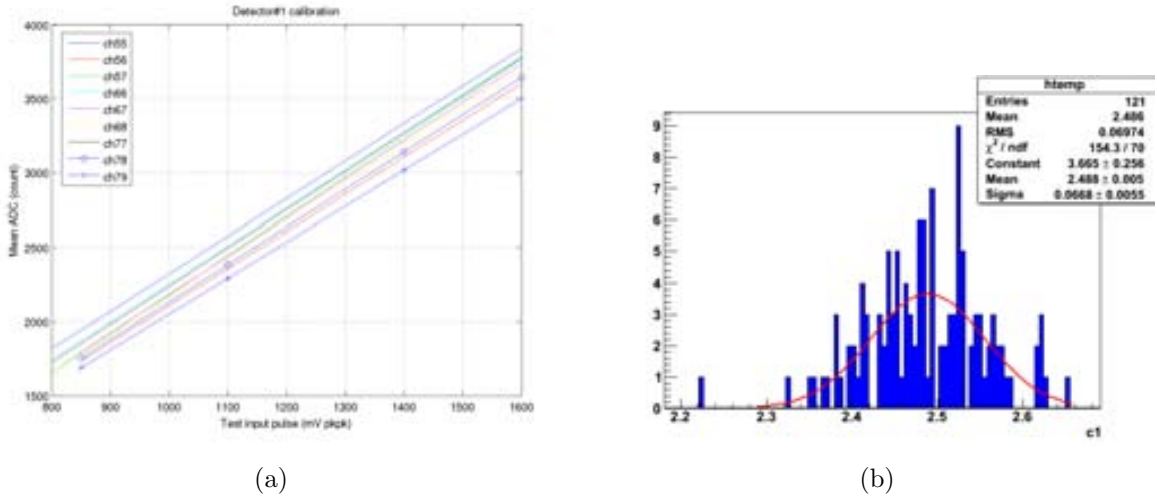 Detector#1 calibration
4000
3500
3000
2500
2000
1500
Mean ADC (count)
ch55
ch56
ch57
ch66
ch67
ch68
ch77
ch78
ch79
800 900 1000 1100 1200 1300 1400 1500 1600
Test input pulse (mV pkpk)
(a)
htemp
Entries 121
Mean 2.486
RMS 0.06974
χ² / ndf 154.3 / 70
Constant 3.665 ± 0.256
Mean 2.488 ± 0.005
Sigma 0.0668 ± 0.0055
9
8
7
6
5
4
3
2
1
0
2.2 2.3 2.4 2.5 2.6
c1
(b)